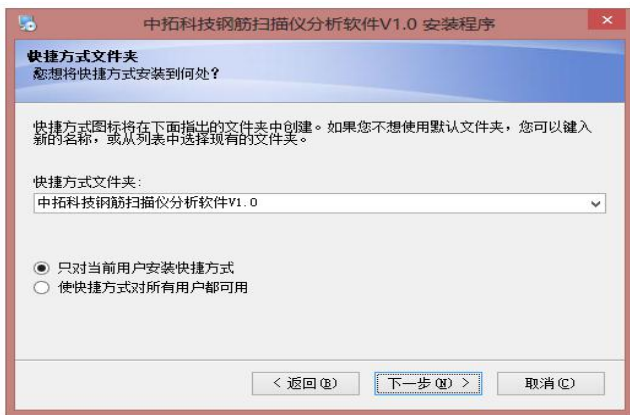 中拓科技钢筋扫描仪分析软件V1.0 安装程序
快捷方式文件夹
您想将快捷方式安装到何处？
快捷方式图标将在下面指出的文件夹中创建。如果您不想使用默认文件夹，您可以键入
新的名称，或从列表中选择现有的文件夹。
快捷方式文件夹:
中拓科技钢筋扫描仪分析软件V1.0
只对当前用户安装快捷方式
使快捷方式对所有用户都可用
< 返回(B) 下一步(N) > 取消(C)